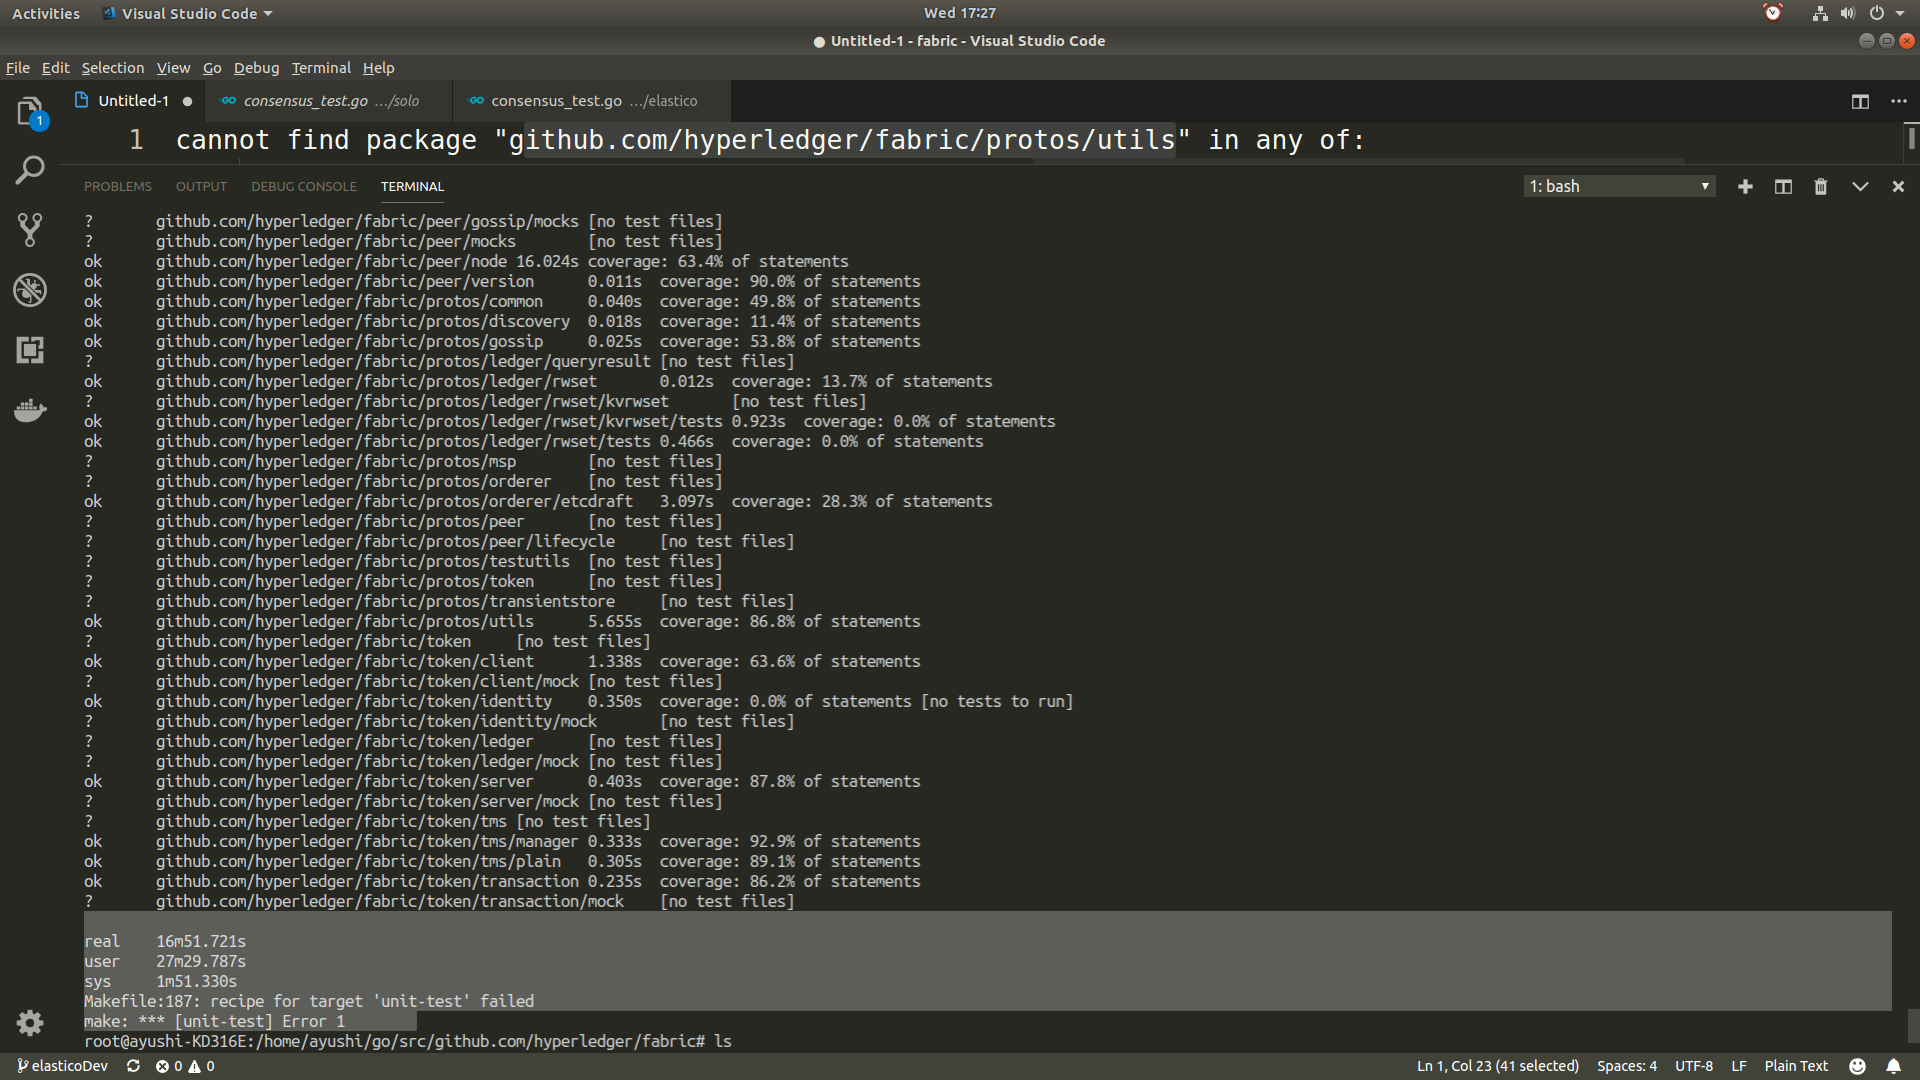 Activities Visual Studio Code Wed 17:27
● Untitled-1 - fabric - Visual Studio Code
File Edit Selection View Go Debug Terminal Help
Untitled-1 ● consensus_test.go .../solo consensus_test.go .../elastico
1
1 cannot find package "github.com/hyperledger/fabric/protos/utils" in any of:
PROBLEMS OUTPUT DEBUG CONSOLE TERMINAL 1: bash
? github.com/hyperledger/fabric/peer/gossip/mocks [no test files]
? github.com/hyperledger/fabric/peer/mocks [no test files]
ok github.com/hyperledger/fabric/peer/node 16.024s coverage: 63.4% of statements
ok github.com/hyperledger/fabric/peer/version 0.011s coverage: 90.0% of statements
ok github.com/hyperledger/fabric/protos/common 0.040s coverage: 49.8% of statements
ok github.com/hyperledger/fabric/protos/discovery 0.018s coverage: 11.4% of statements
ok github.com/hyperledger/fabric/protos/gossip 0.025s coverage: 53.8% of statements
? github.com/hyperledger/fabric/protos/ledger/queryresult [no test files]
ok github.com/hyperledger/fabric/protos/ledger/rwset 0.012s coverage: 13.7% of statements
? github.com/hyperledger/fabric/protos/ledger/rwset/kvrwset [no test files]
ok github.com/hyperledger/fabric/protos/ledger/rwset/kvrwset/tests 0.923s coverage: 0.0% of statements
ok github.com/hyperledger/fabric/protos/ledger/rwset/tests 0.466s coverage: 0.0% of statements
? github.com/hyperledger/fabric/protos/msp [no test files]
? github.com/hyperledger/fabric/protos/orderer [no test files]
ok github.com/hyperledger/fabric/protos/orderer/etcdraft 3.097s coverage: 28.3% of statements
? github.com/hyperledger/fabric/protos/peer [no test files]
? github.com/hyperledger/fabric/protos/peer/lifecycle [no test files]
? github.com/hyperledger/fabric/protos/testutils [no test files]
? github.com/hyperledger/fabric/protos/token [no test files]
? github.com/hyperledger/fabric/protos/transientstore [no test files]
ok github.com/hyperledger/fabric/protos/utils 5.655s coverage: 86.8% of statements
? github.com/hyperledger/fabric/token [no test files]
ok github.com/hyperledger/fabric/token/client 1.338s coverage: 63.6% of statements
? github.com/hyperledger/fabric/token/client/mock [no test files]
ok github.com/hyperledger/fabric/token/identity 0.350s coverage: 0.0% of statements [no tests to run]
? github.com/hyperledger/fabric/token/identity/mock [no test files]
? github.com/hyperledger/fabric/token/ledger [no test files]
? github.com/hyperledger/fabric/token/ledger/mock [no test files]
ok github.com/hyperledger/fabric/token/server 0.403s coverage: 87.8% of statements
? github.com/hyperledger/fabric/token/server/mock [no test files]
? github.com/hyperledger/fabric/token/tms [no test files]
ok github.com/hyperledger/fabric/token/tms/manager 0.333s coverage: 92.9% of statements
ok github.com/hyperledger/fabric/token/tms/plain 0.305s coverage: 89.1% of statements
ok github.com/hyperledger/fabric/token/transaction 0.235s coverage: 86.2% of statements
? github.com/hyperledger/fabric/token/transaction/mock [no test files]
real 16m51.721s
user 27m29.787s
sys 1m51.330s
Makefile:187: recipe for target 'unit-test' failed
make: *** [unit-test] Error 1
root@ayushi-KD316E:/home/ayushi/go/src/github.com/hyperledger/fabric# ls
elasticoDev 0 0 Ln 1, Col 23 (41 selected) Spaces: 4 UTF-8 LF Plain Text